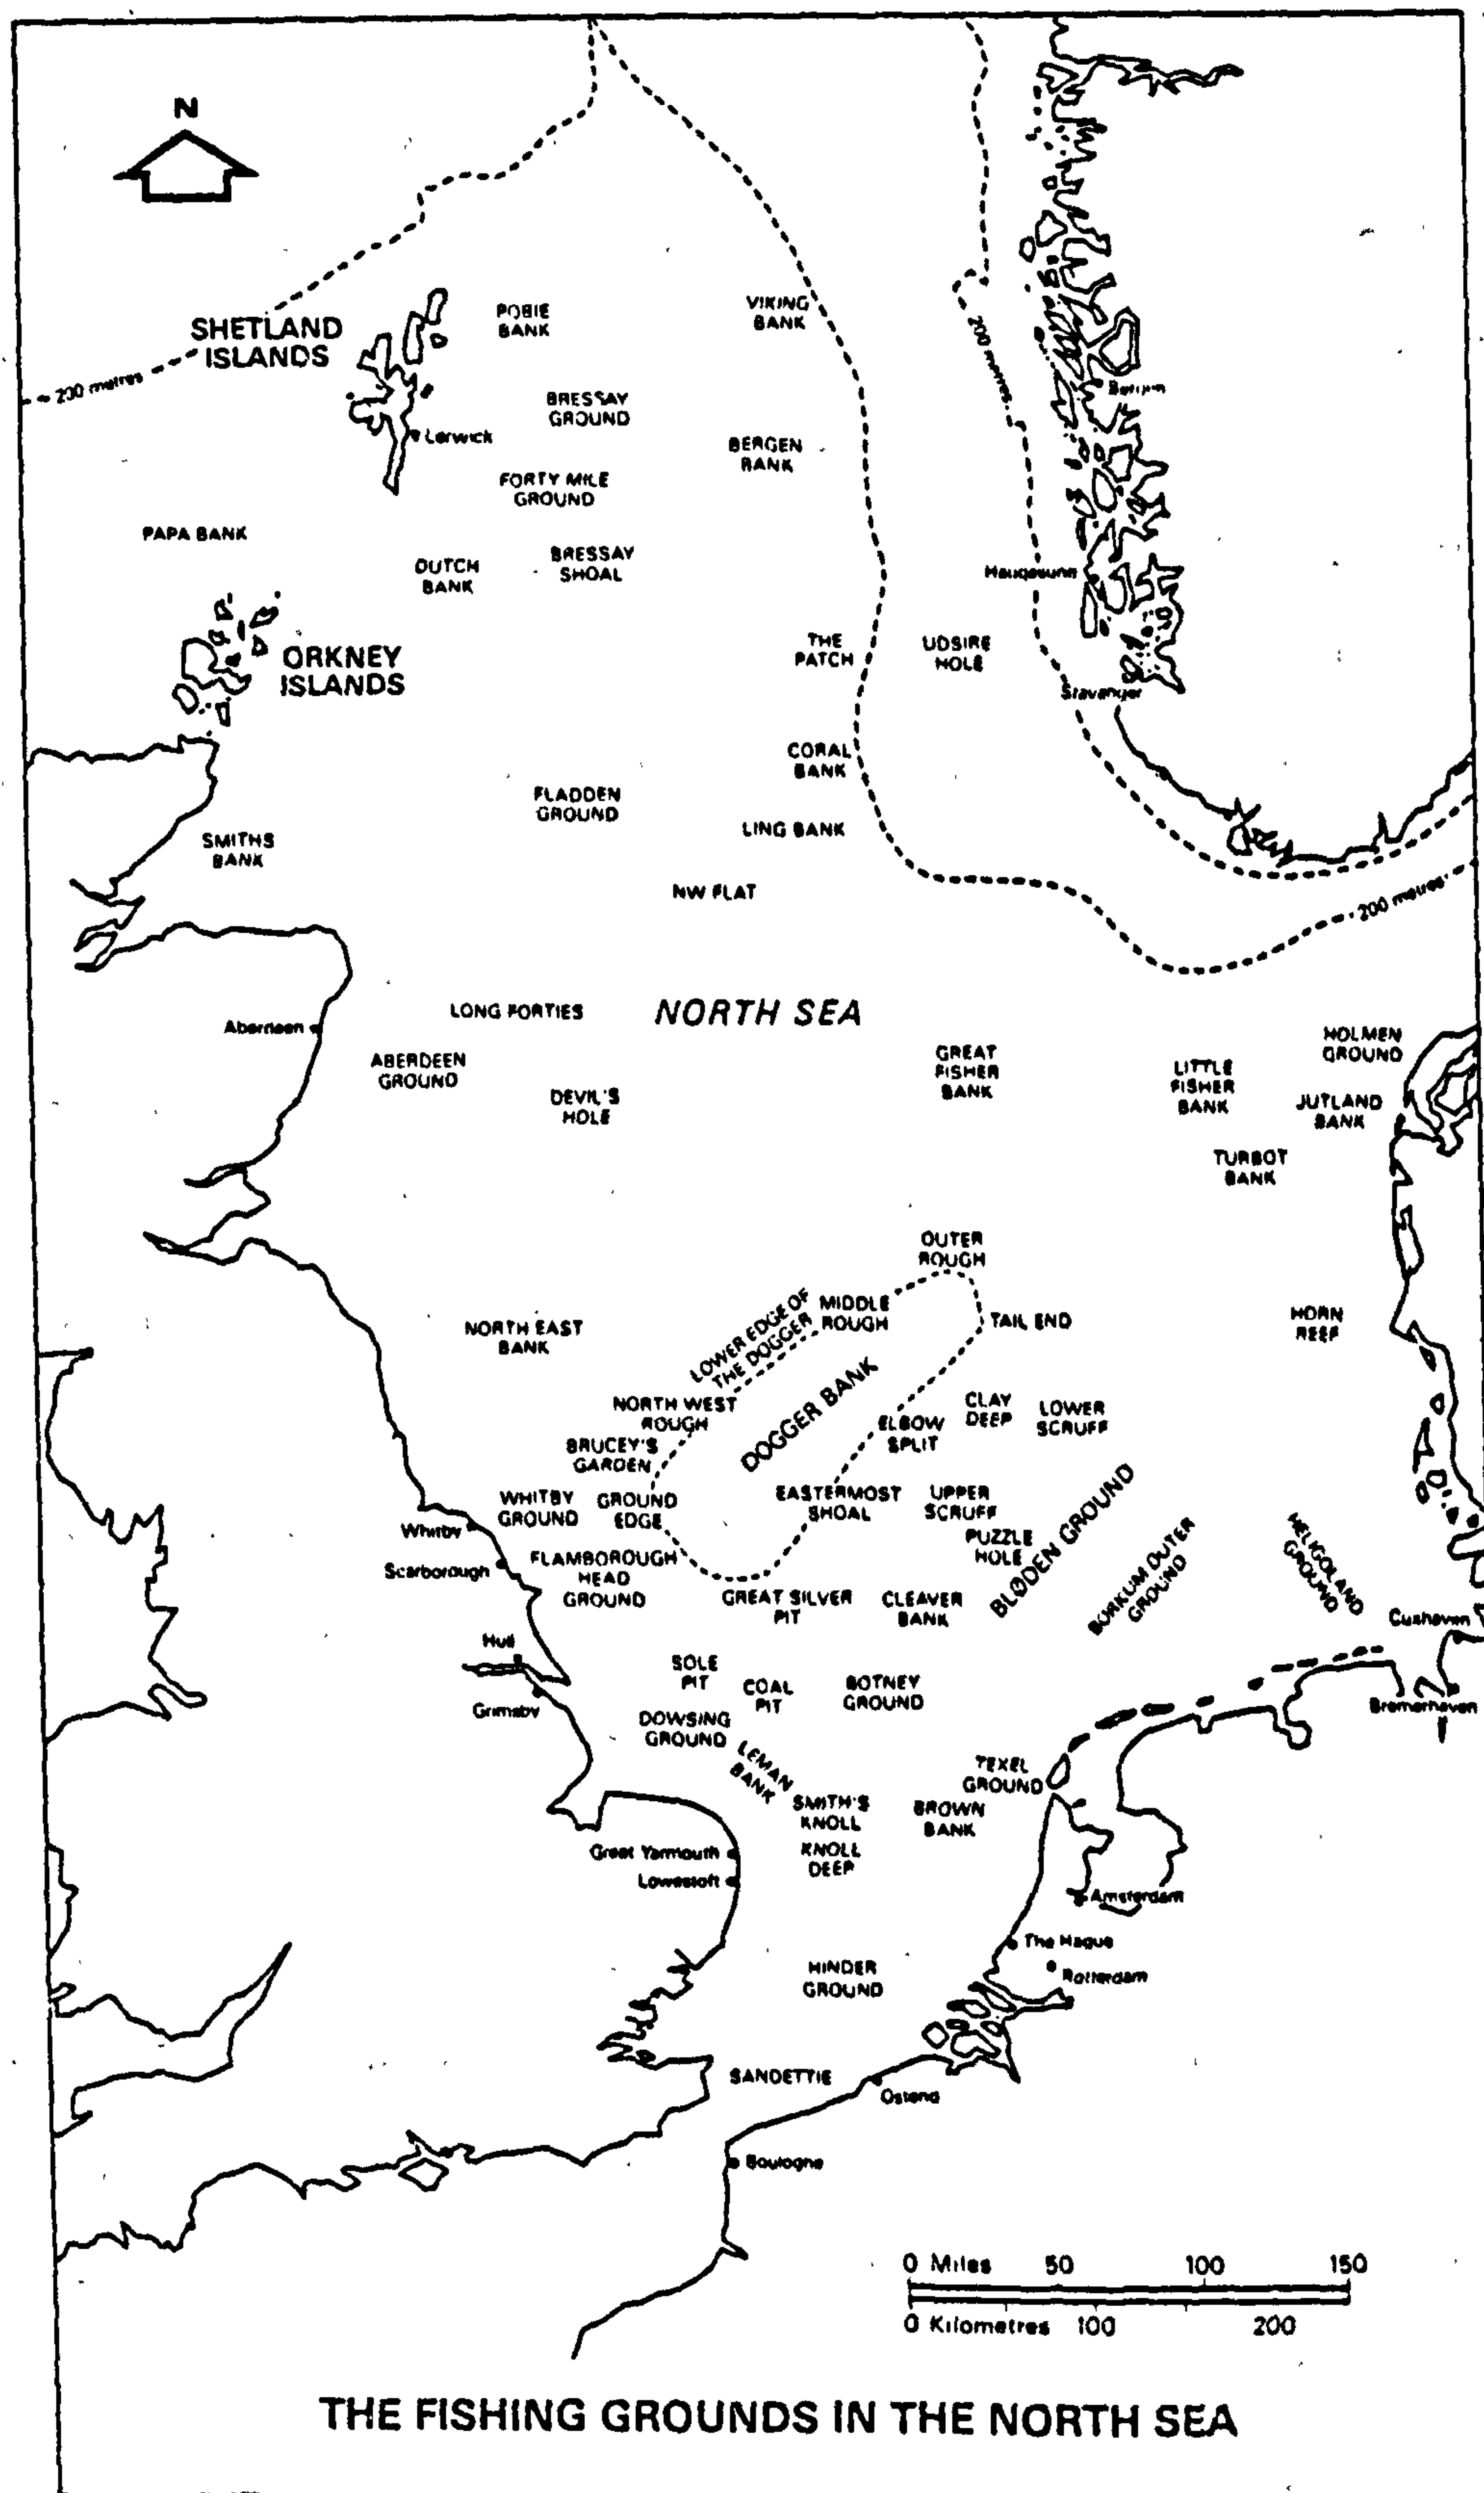 N
SHETLAND
ISLANDS
200 metres
POBIE
BANK
VIKING
BANK
200 metres
Bergen
BRESSAY
GROUND
Lerwick
BERGEN
BANK
FORTY MILE
GROUND
PAPA BANK
DUTCH
BANK
BRESSAY
SHOAL
Haugesund
ORKNEY
ISLANDS
THE
PATCH
UDSIRE
HOLE
Stavanger
CORAL
BANK
FLADDEN
GROUND
LING BANK
SMITHS
BANK
NW FLAT
200 metres
LONG FORTIES
NORTH SEA
Aberdeen
ABERDEEN
GROUND
DEVIL'S
HOLE
GREAT
FISHER
BANK
LITTLE
FISHER
BANK
HOLMEN
GROUND
JUTLAND
BANK
TURBOT
BANK
OUTER
ROUGH
LOWER EDGE OF
THE DOGGER
MIDDLE
ROUGH
TAIL END
HORN
REEF
NORTH EAST
BANK
DOGGER BANK
NORTH WEST
ROUGH
CLAY
DEEP
LOWER
SCRUFF
ELBOW
SPLIT
BRUCEY'S
GARDEN
WHITBY
GROUND
GROUND
EDGE
EASTERMOST
SHOAL
UPPER
SCRUFF
Whitby
PUZZLE
HOLE
BLØDEN GROUND
BORKUM OUTER
GROUND
HELIGOLAND
GROUND
Scarborough
FLAMBOROUGH
HEAD
GROUND
GREAT SILVER
PIT
CLEAVER
BANK
Cuxhaven
Hull
SOLE
PIT
COAL
PIT
BOTNEY
GROUND
Grimsby
Bremerhaven
DOWSING
GROUND
LEMAN
BANK
TEXEL
GROUND
SMITH'S
KNOLL
BROWN
BANK
Great Yarmouth
KNOLL
DEEP
Lowestoft
Amsterdam
The Hague
HINDER
GROUND
Rotterdam
SANDETTIE
Ostend
Boulogne
0 Miles 50 100 150
0 Kilometres 100 200
THE FISHING GROUNDS IN THE NORTH SEA